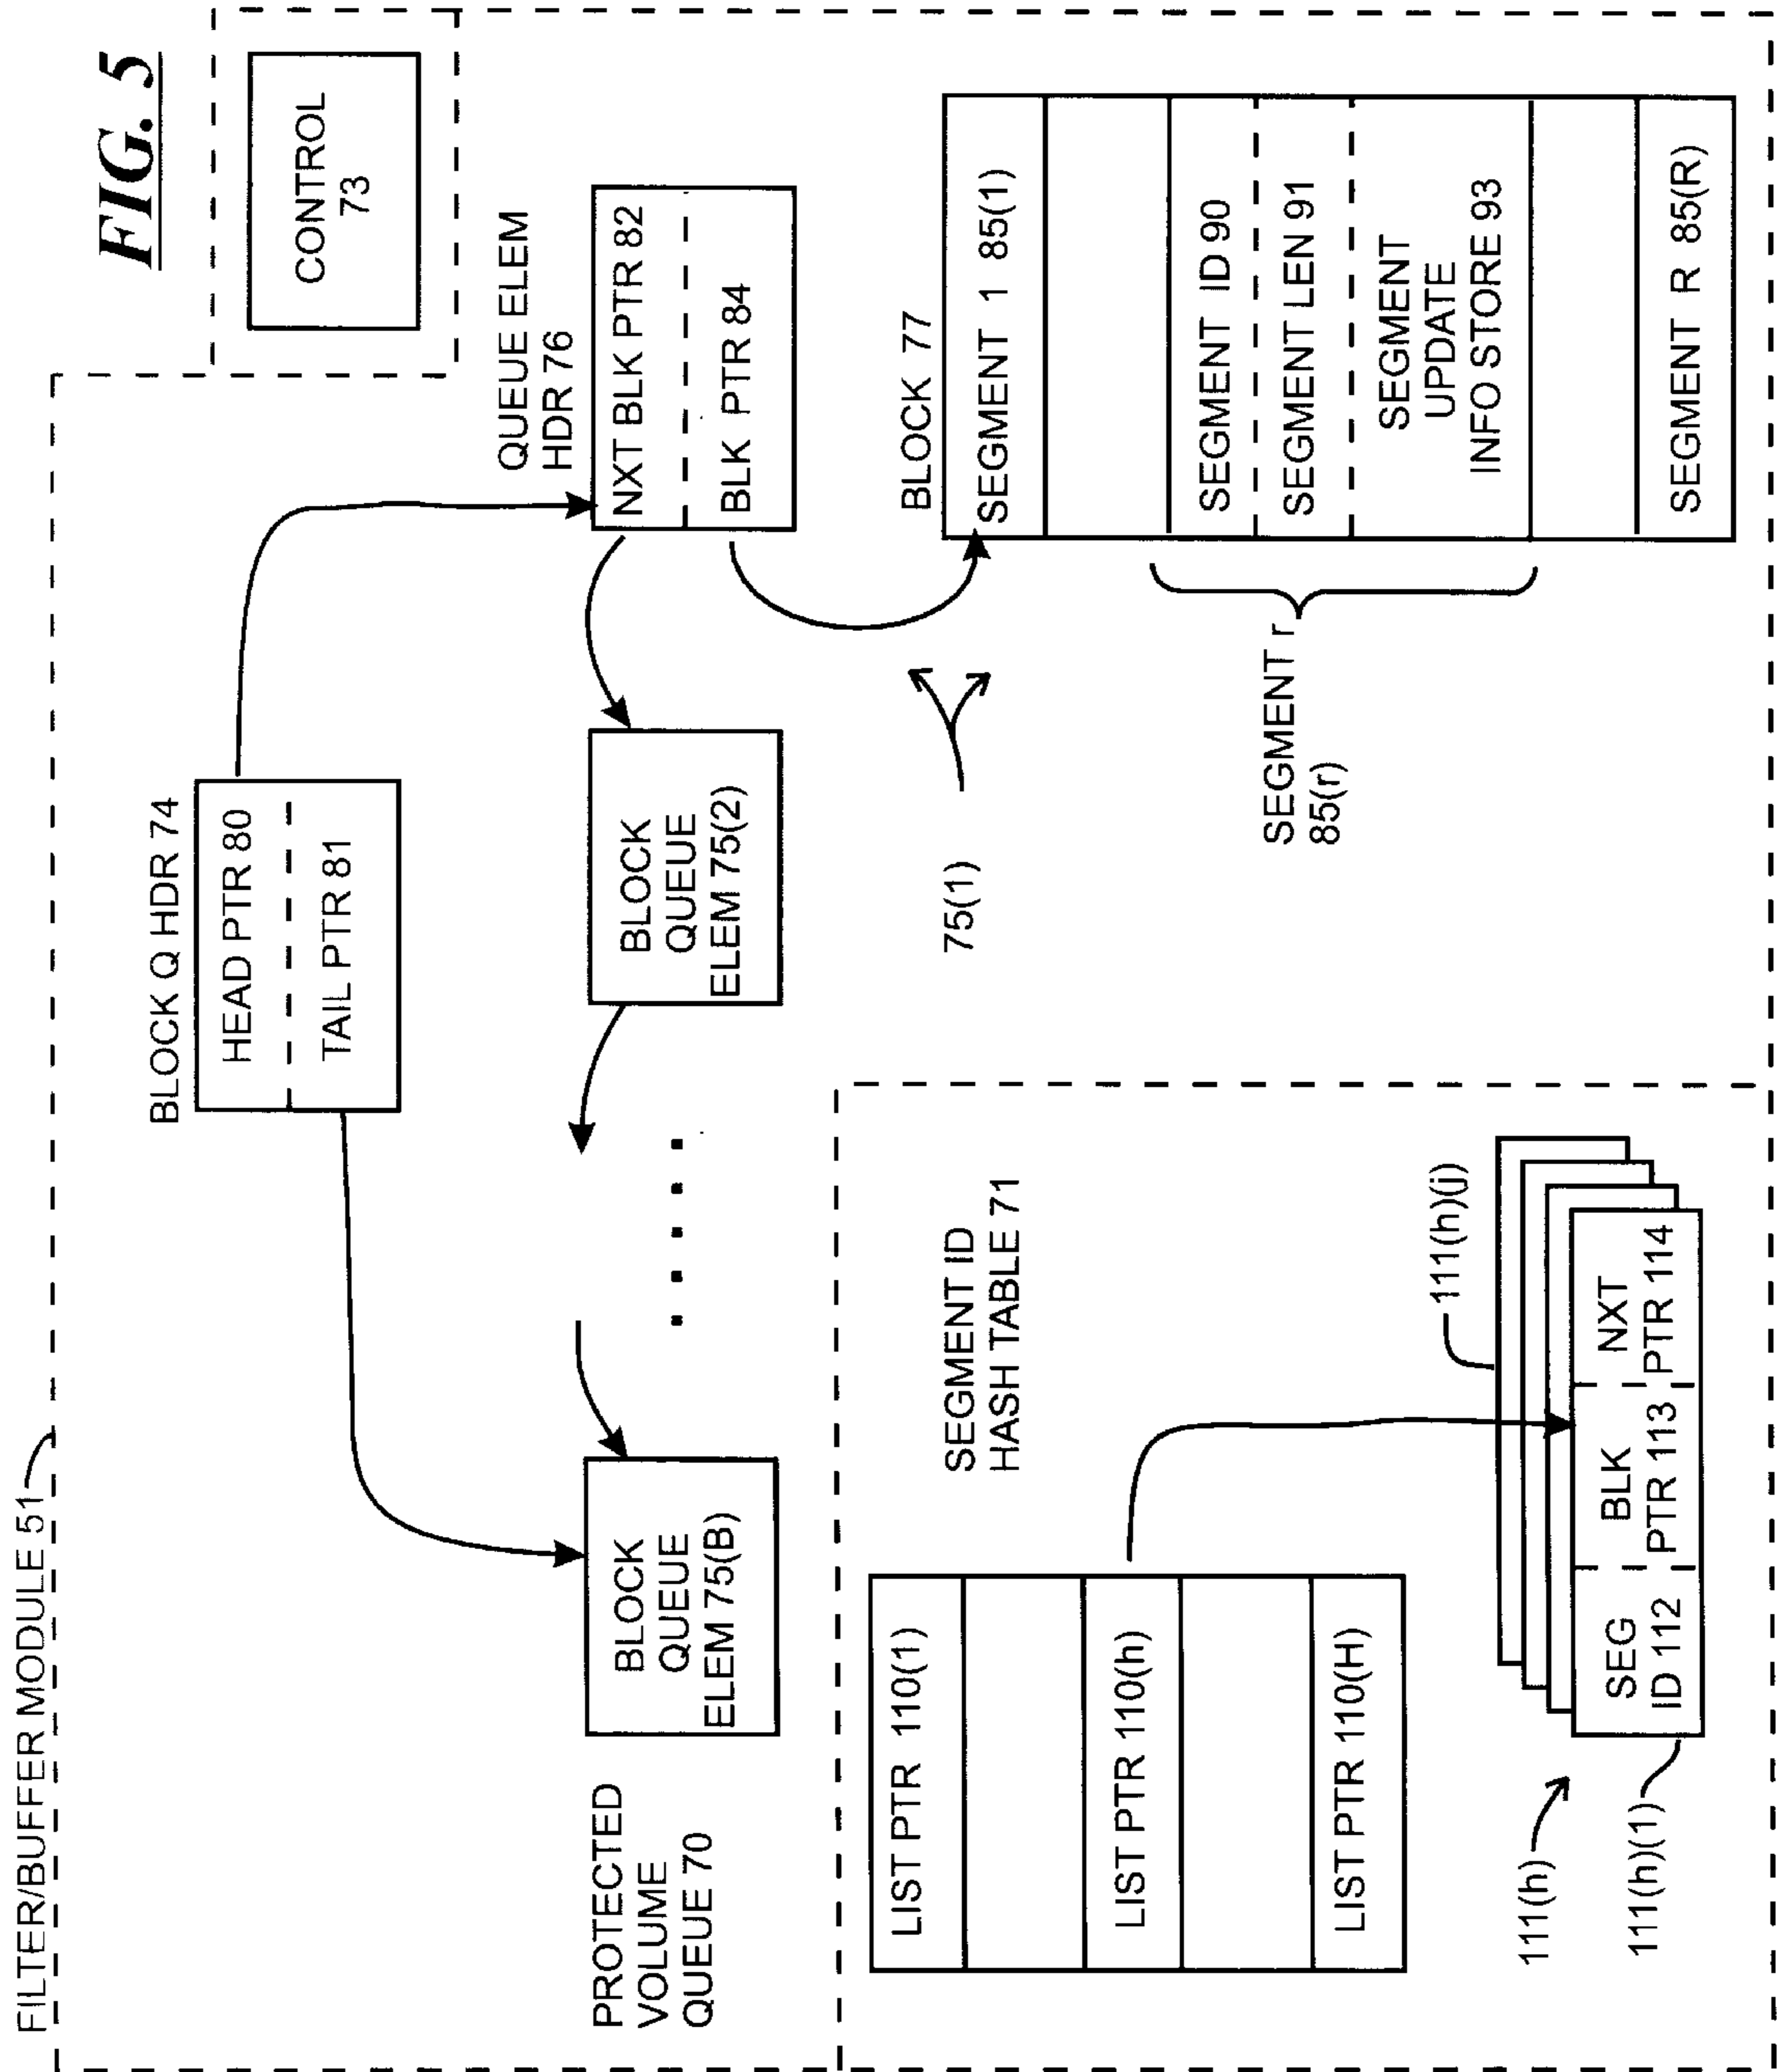 FIG. 5
FILTER/BUFFER MODULE 51
CONTROL
73
BLOCK Q HDR 74
HEAD PTR 80
TAIL PTR 81
QUEUE ELEM
HDR 76
NXT BLK PTR 82
BLK PTR 84
BLOCK
QUEUE
ELEM 75(2)
BLOCK
QUEUE
ELEM 75(B)
PROTECTED
VOLUME
QUEUE 70
75(1)
BLOCK 77
SEGMENT 1 85(1)
SEGMENT ID 90
SEGMENT LEN 91
SEGMENT
UPDATE
INFO STORE 93
SEGMENT R 85(R)
SEGMENT r
85(r)
SEGMENT ID
HASH TABLE 71
LIST PTR 110(1)
LIST PTR 110(h)
LIST PTR 110(H)
111(h)(j)
111(h)
111(h)(1)
SEG
ID 112
BLK
PTR 113
NXT
PTR 114